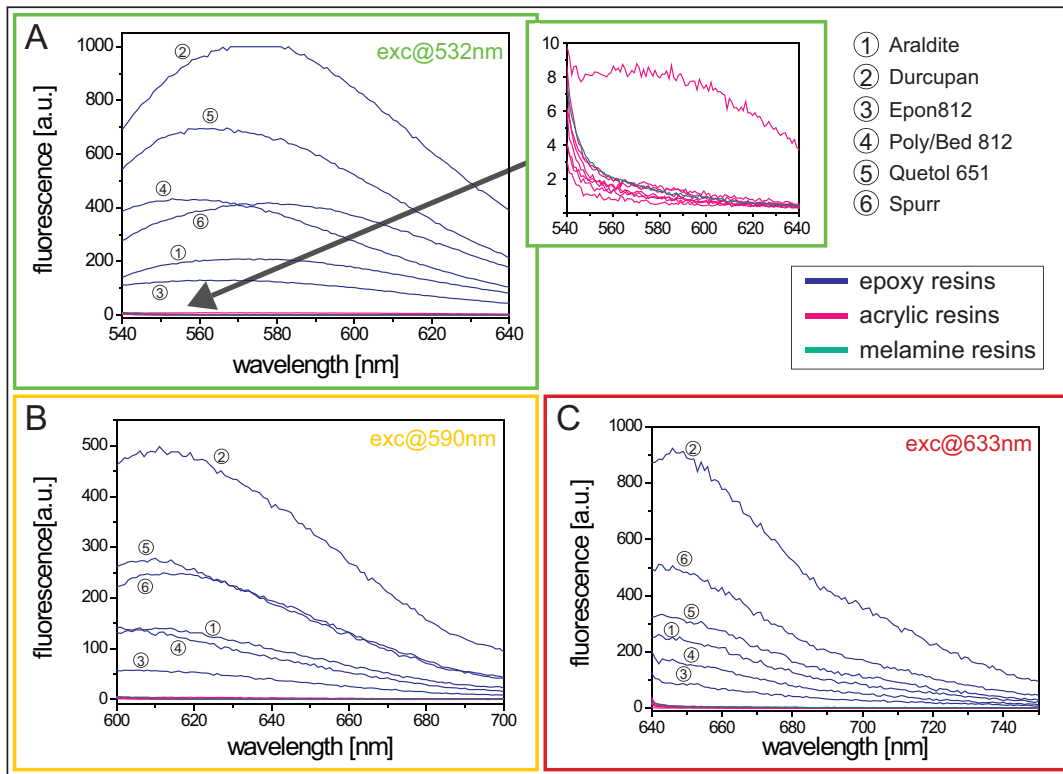 A
exc@532nm
1000
800
600
400
200
0
fluorescence [a.u.]
540 560 580 600 620 640
wavelength [nm]
②
⑤
④
⑥
①
③
10
8
6
4
2
540 560 580 600 620 640
① Araldite
② Durcupan
③ Epon812
④ Poly/Bed 812
⑤ Quetol 651
⑥ Spurr
epoxy resins
acrylic resins
melamine resins
B
exc@590nm
500
400
300
200
100
0
fluorescence[a.u.]
600 620 640 660 680 700
wavelength [nm]
②
⑤
⑥
①
④
③
C
exc@633nm
1000
800
600
400
200
0
fluorescence [a.u.]
640 660 680 700 720 740
wavelength [nm]
②
⑥
⑤
①
④
③